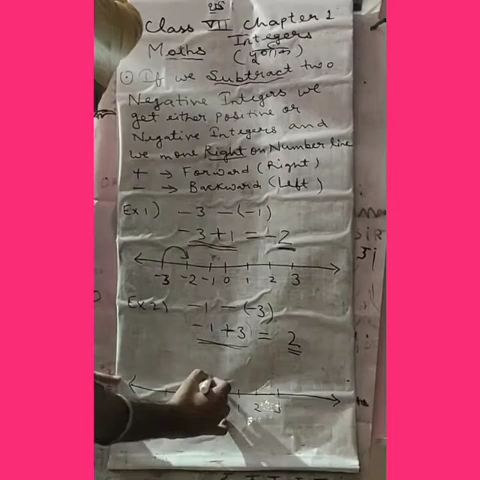 Class VII Chapter 1
Maths Integers
(पूर्णांक)
If we Subtract two
Negative Integers we
get either positive or
Negative Integers and
we move Right on Number line
+ → Forward (Right)
- → Backward (Left)
Ex 1) -3 - (-1)
-3 + 1 = -2
-3 -2 -1 0 1 2 3
Ex 2) -1 - (-3)
-1 + 3 = 2
2 3